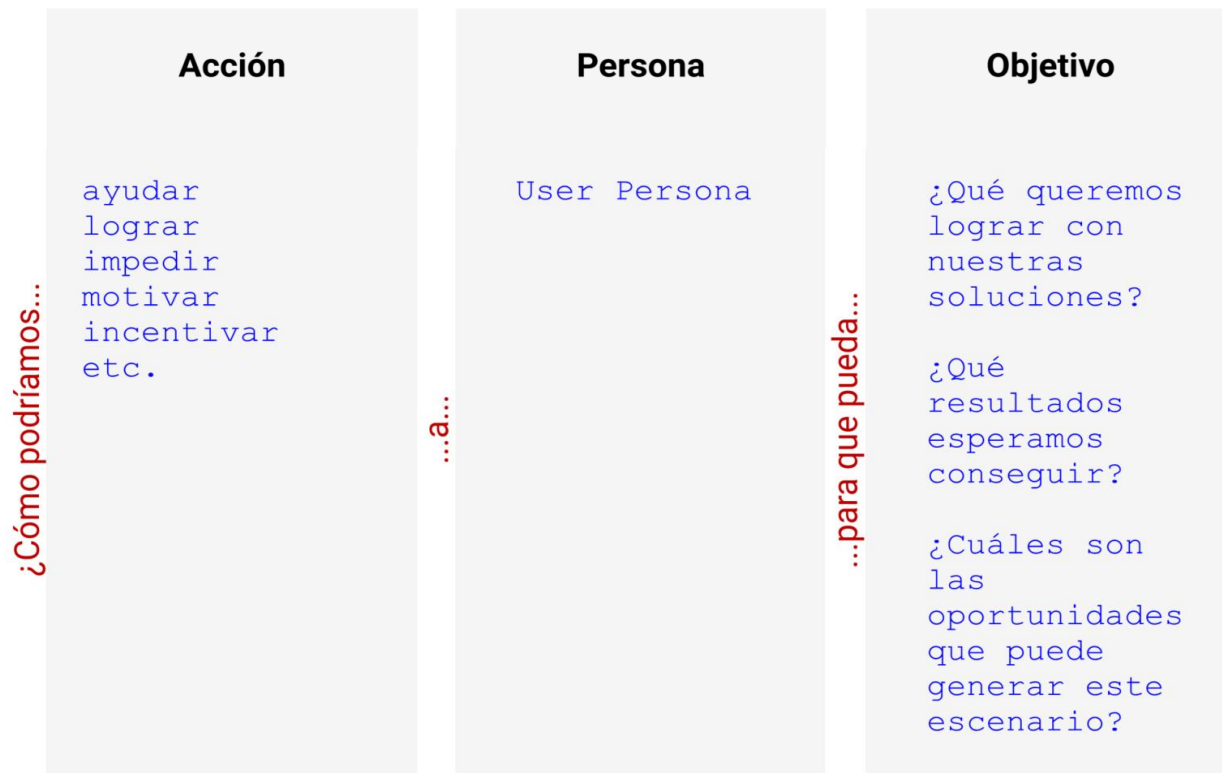 ¿Cómo podríamos...
Acción
ayudar
lograr
impedir
motivar
incentivar
etc.
...a...
Persona
User Persona
...para que pueda...
Objetivo
¿Qué queremos
lograr con
nuestras
soluciones?
¿Qué
resultados
esperamos
conseguir?
¿Cuáles son
las
oportunidades
que puede
generar este
escenario?